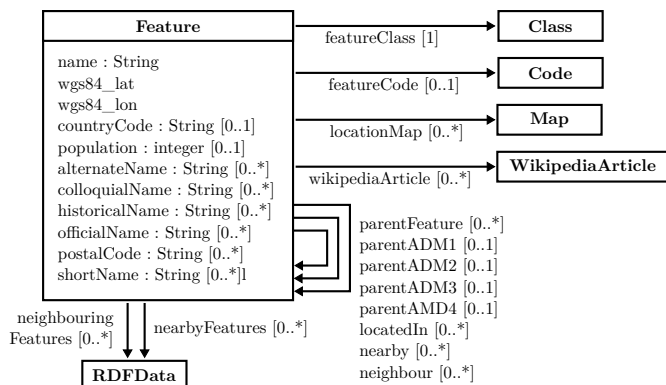 Feature
name : String
wgs84_lat
wgs84_lon
countryCode : String [0..1]
population : integer [0..1]
alternateName : String [0..*]
colloquialName : String [0..*]
historicalName : String [0..*]
officialName : String [0..*]
postalCode : String [0..*]
shortName : String [0..*]l
featureClass [1]
Class
featureCode [0..1]
Code
locationMap [0..*]
Map
wikipediaArticle [0..*]
WikipediaArticle
parentFeature [0..*]
parentADM1 [0..1]
parentADM2 [0..1]
parentADM3 [0..1]
parentAMD4 [0..1]
locatedIn [0..*]
nearby [0..*]
neighbour [0..*]
neighbouring
Features [0..*]
nearbyFeatures [0..*]
RDFData